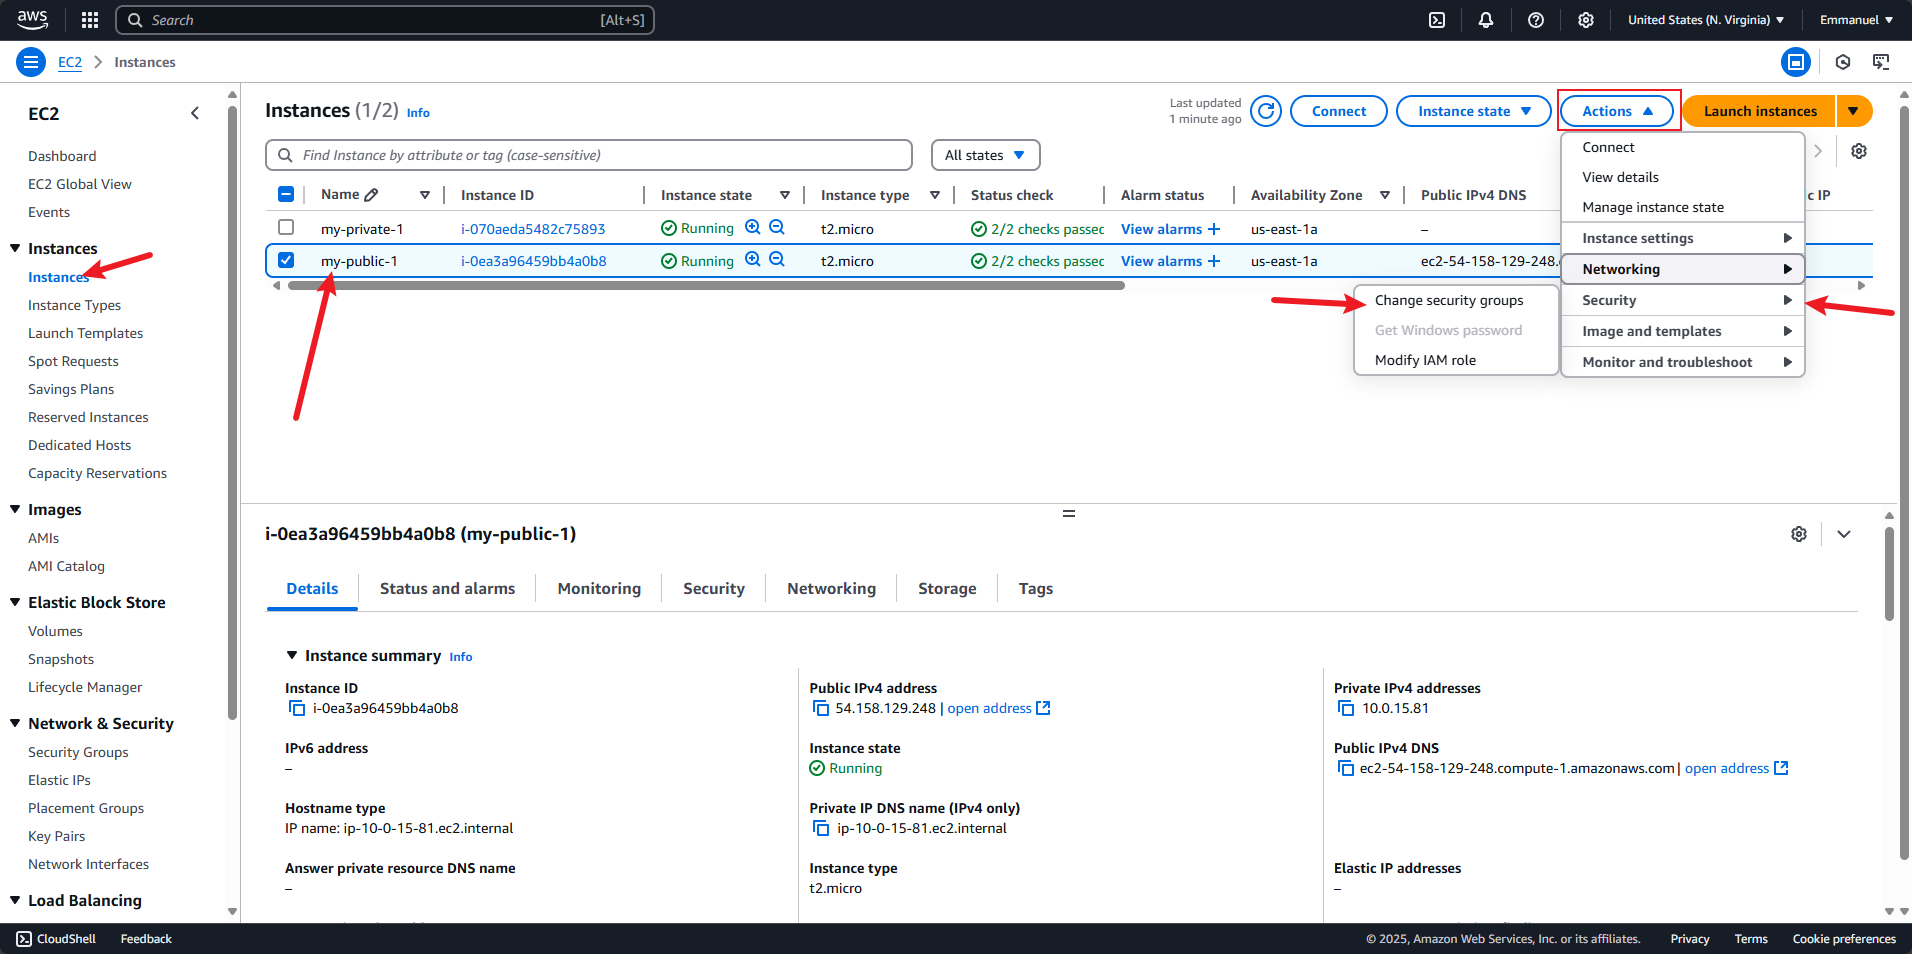 aws
Search [Alt+S]
United States (N. Virginia)
Emmanuel
EC2 Instances
EC2
Dashboard
EC2 Global View
Events
Instances
Instances
Instance Types
Launch Templates
Spot Requests
Savings Plans
Reserved Instances
Dedicated Hosts
Capacity Reservations
Images
AMIs
AMI Catalog
Elastic Block Store
Volumes
Snapshots
Lifecycle Manager
Network & Security
Security Groups
Elastic IPs
Placement Groups
Key Pairs
Network Interfaces
Load Balancing
Instances (1/2) Info
Last updated
1 minute ago
Connect
Instance state
Actions
Launch instances
Find Instance by attribute or tag (case-sensitive)
All states
Name Instance ID Instance state Instance type Status check Alarm status Availability Zone Public IPv4 DNS c IP
my-private-1 i-070aeda5482c75893 Running t2.micro 2/2 checks passec View alarms + us-east-1a –
my-public-1 i-0ea3a96459bb4a0b8 Running t2.micro 2/2 checks passec View alarms + us-east-1a ec2-54-158-129-248.
Connect
View details
Manage instance state
Instance settings
Networking
Security
Image and templates
Monitor and troubleshoot
Change security groups
Get Windows password
Modify IAM role
i-0ea3a96459bb4a0b8 (my-public-1)
Details Status and alarms Monitoring Security Networking Storage Tags
Instance summary Info
Instance ID
i-0ea3a96459bb4a0b8
Public IPv4 address
54.158.129.248 | open address
Private IPv4 addresses
10.0.15.81
IPv6 address
–
Instance state
Running
Public IPv4 DNS
ec2-54-158-129-248.compute-1.amazonaws.com | open address
Hostname type
IP name: ip-10-0-15-81.ec2.internal
Private IP DNS name (IPv4 only)
ip-10-0-15-81.ec2.internal
Answer private resource DNS name
–
Instance type
t2.micro
Elastic IP addresses
–
CloudShell Feedback
© 2025, Amazon Web Services, Inc. or its affiliates. Privacy Terms Cookie preferences